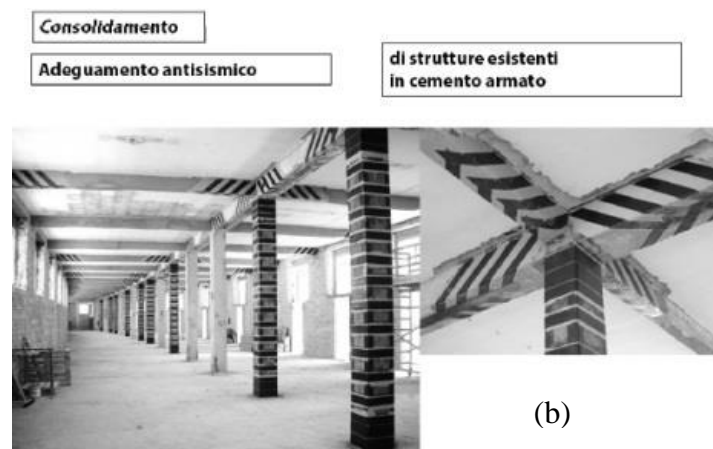 Consolidamento
Adeguamento antisismico
di strutture esistenti
in cemento armato
(b)